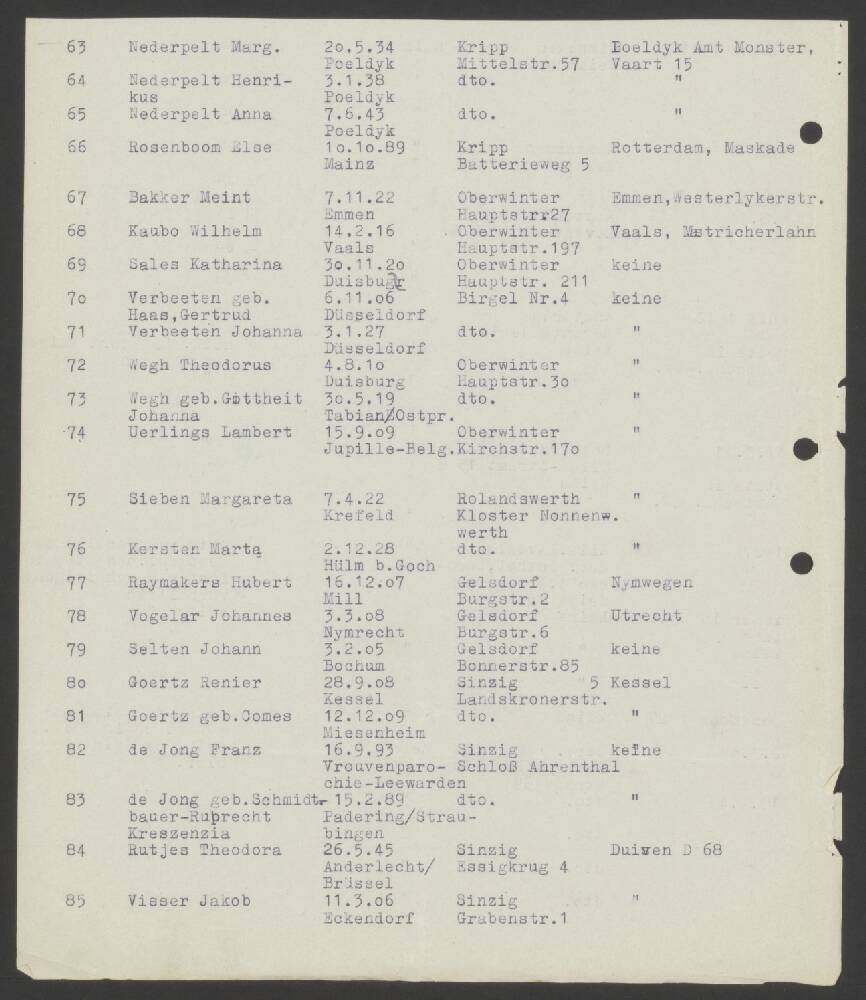 63 Nederpelt Marg. 20.5.34 Kripp Boeldyk Amt Monster,
Poeldyk Mittelstr.57 Vaart 15
64 Nederpelt Henri- 3.1.38 dto. "
kus Poeldyk
65 Nederpelt Anna 7.6.43 dto. "
Poeldyk
66 Rosenboom Else 1o.1o.89 Kripp Rotterdam, Maskade
Mainz Batterieweg 5
67 Bakker Meint 7.11.22 Oberwinter Emmen,Westerlykerstr.
Emmen Hauptstrr27
68 Kaubo Wilhelm 14.2.16 Oberwinter Vaals, Mstricherlahn
Vaals Hauptstr.197
69 Sales Katharina 3o.11.2o Oberwinter keine
Duisburg Hauptstr. 211
7o Verbeeten geb. 6.11.o6 Birgel Nr.4 keine
Haas,Gertrud Düsseldorf
71 Verbeeten Johanna 3.1.27 dto. "
Düsseldorf
72 Wegh Theodorus 4.8.1o Oberwinter "
Duisburg Hauptstr.3o
73 Wegh geb.Gottheit 3o.5.19 dto. "
Johanna Tabian/Ostpr.
74 Uerlings Lambert 15.9.o9 Oberwinter "
Jupille-Belg.Kirchstr.17o
75 Sieben Margareta 7.4.22 Rolandswerth "
Krefeld Kloster Nonnenw.
werth
76 Kersten Marta 2.12.28 dto. "
Hülm b.Goch
77 Raymakers Hubert 16.12.o7 Gelsdorf Nymwegen
Mill Burgstr.2
78 Vogelar Johannes 3.3.o8 Gelsdorf Utrecht
Nymrecht Burgstr.6
79 Selten Johann 3.2.o5 Gelsdorf keine
Bochum Bonnerstr.85
8o Goertz Renier 28.9.o8 Sinzig 5 Kessel
Kessel Landskronerstr.
81 Goertz geb.Comes 12.12.o9 dto. "
Miesenheim
82 de Jong Franz 16.9.93 Sinzig keine
Vrouvenparo- Schloß Ahrenthal
chie-Leewarden
83 de Jong geb.Schmidt- 15.2.89 dto. "
bauer-Ruprecht Padering/Strau-
Kreszenzia bingen
84 Rutjes Theodora 26.5.45 Sinzig Duiven D 68
Anderlecht/ Essigkrug 4
Brüssel
85 Visser Jakob 11.3.o6 Sinzig "
Eckendorf Grabenstr.1